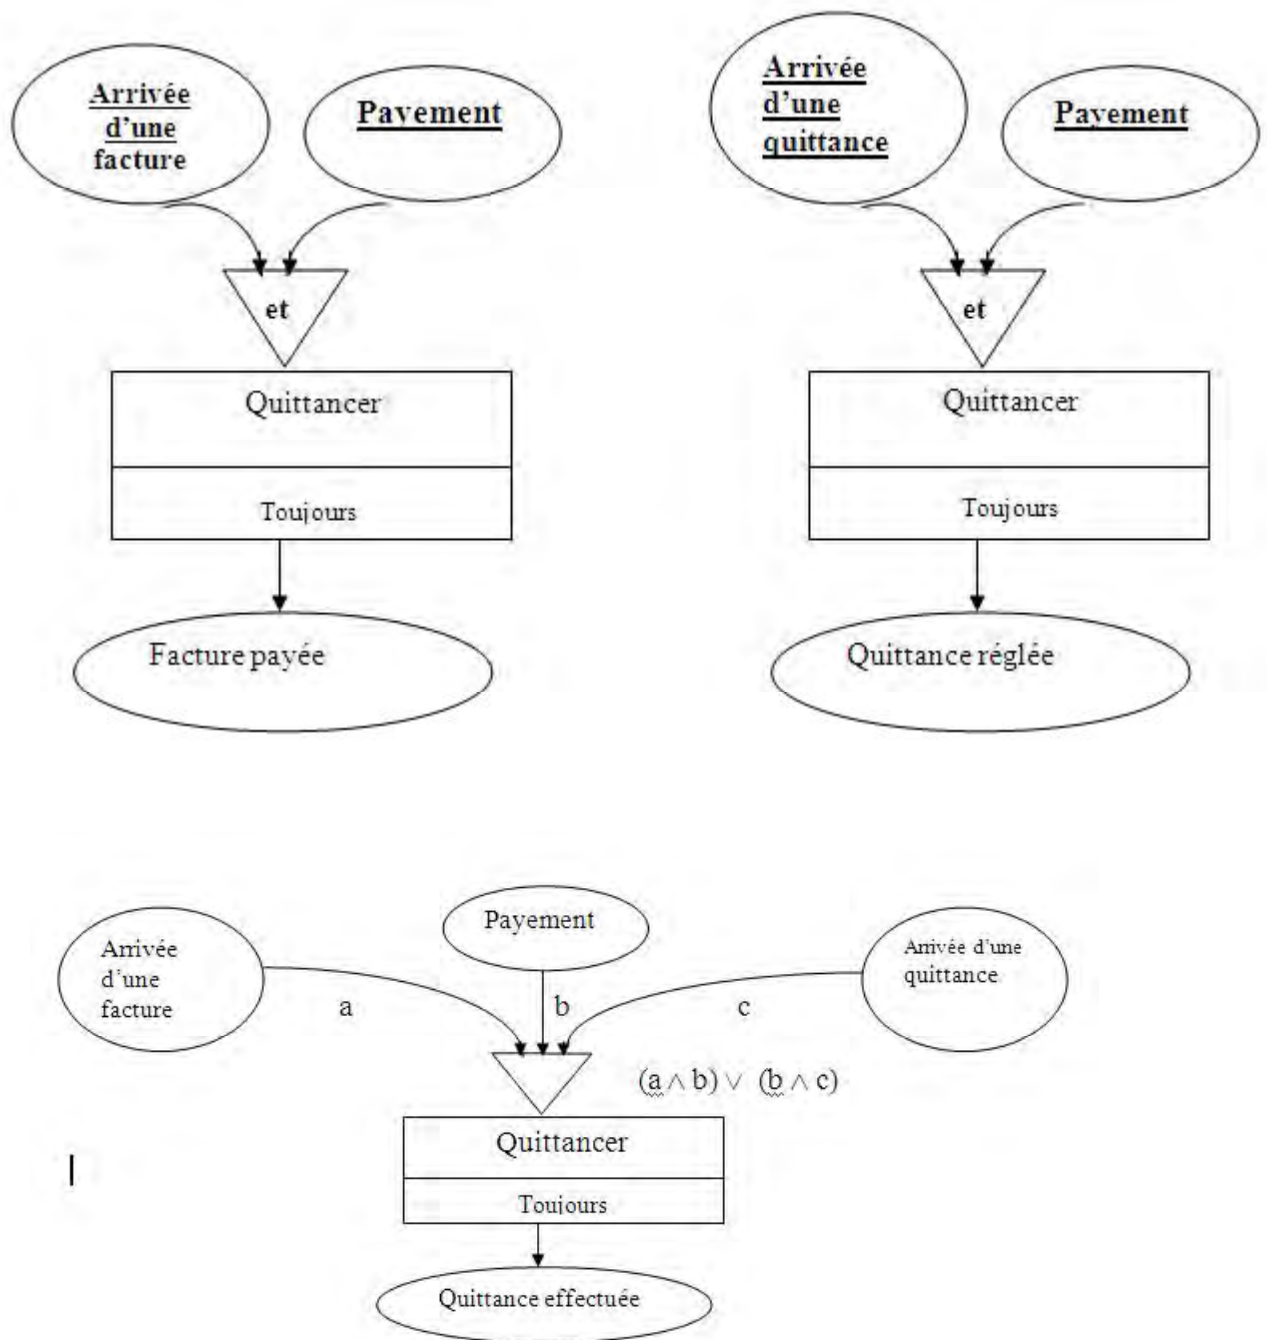 Arrivée
d'une
facture
Payement
et
Quittancer
Toujours
Facture payée
Arrivée
d'une
quittance
Payement
et
Quittancer
Toujours
Quittance réglée
Arrivée
d'une
facture
Payement
Arrivée d'une
quittance
a
b
c
(a ∧ b) ∨ (b ∧ c)
Quittancer
Toujours
Quittance effectuée